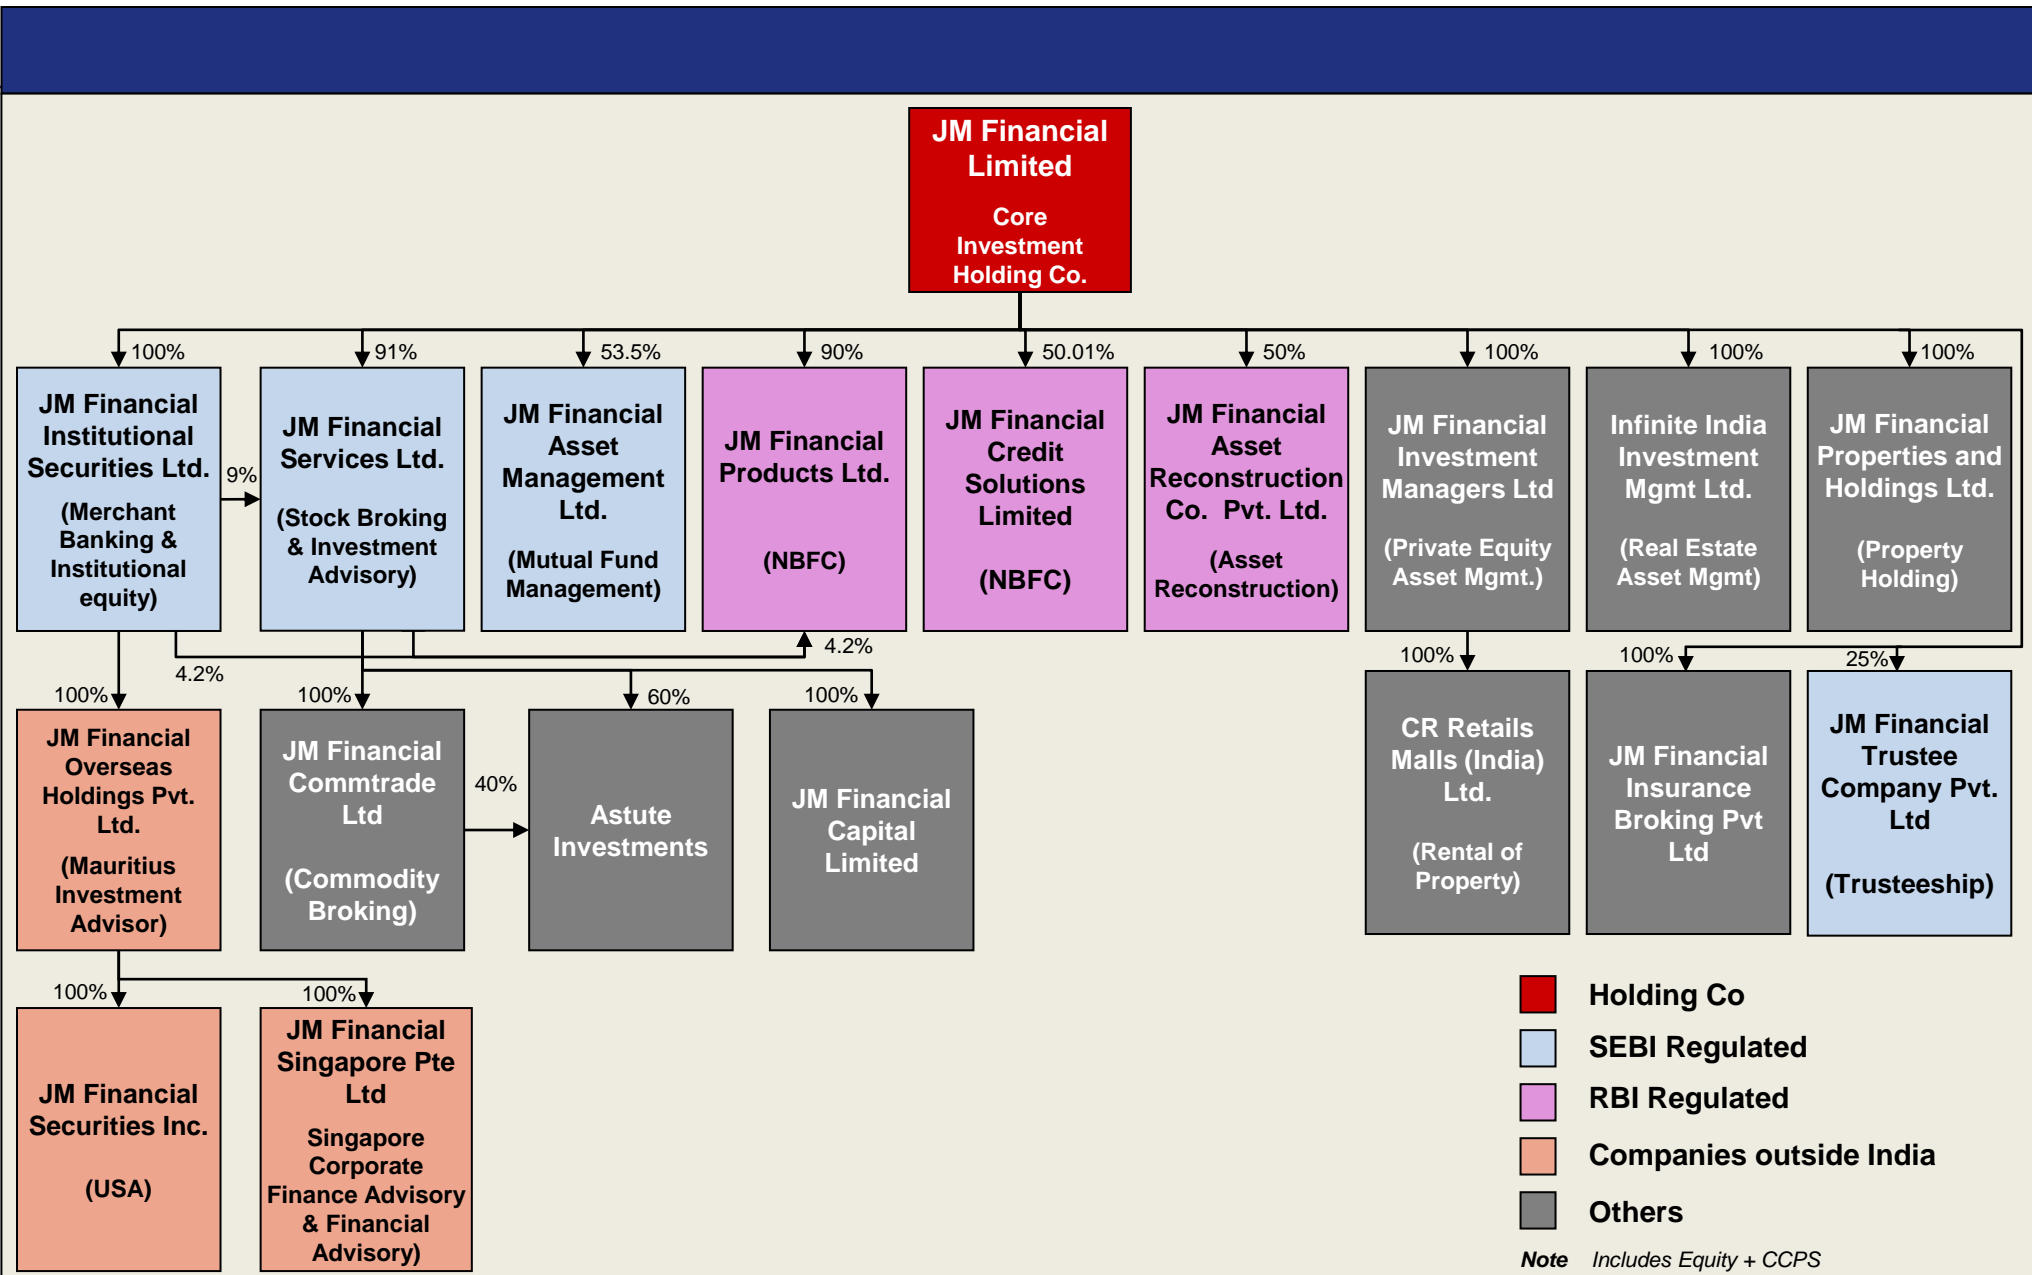 JM Financial
Limited
Core
Investment
Holding Co.
100%
91%
53.5%
90%
50.01%
50%
100%
100%
100%
JM Financial
Institutional
Securities Ltd.
(Merchant
Banking &
Institutional
equity)
9%
JM Financial
Services Ltd.
(Stock Broking
& Investment
Advisory)
JM Financial
Asset
Management
Ltd.
(Mutual Fund
Management)
JM Financial
Products Ltd.
(NBFC)
JM Financial
Credit
Solutions
Limited
(NBFC)
JM Financial
Asset
Reconstruction
Co. Pvt. Ltd.
(Asset
Reconstruction)
JM Financial
Investment
Managers Ltd
(Private Equity
Asset Mgmt.)
Infinite India
Investment
Mgmt Ltd.
(Real Estate
Asset Mgmt)
JM Financial
Properties and
Holdings Ltd.
(Property
Holding)
4.2%
4.2%
100%
100%
60%
100%
100%
100%
25%
JM Financial
Overseas
Holdings Pvt.
Ltd.
(Mauritius
Investment
Advisor)
JM Financial
Commtrade
Ltd
(Commodity
Broking)
40%
Astute
Investments
JM Financial
Capital
Limited
CR Retails
Malls (India)
Ltd.
(Rental of
Property)
JM Financial
Insurance
Broking Pvt
Ltd
JM Financial
Trustee
Company Pvt.
Ltd
(Trusteeship)
100%
100%
JM Financial
Securities Inc.
(USA)
JM Financial
Singapore Pte
Ltd
Singapore
Corporate
Finance Advisory
& Financial
Advisory)
Holding Co
SEBI Regulated
RBI Regulated
Companies outside India
Others
Note Includes Equity + CCPS